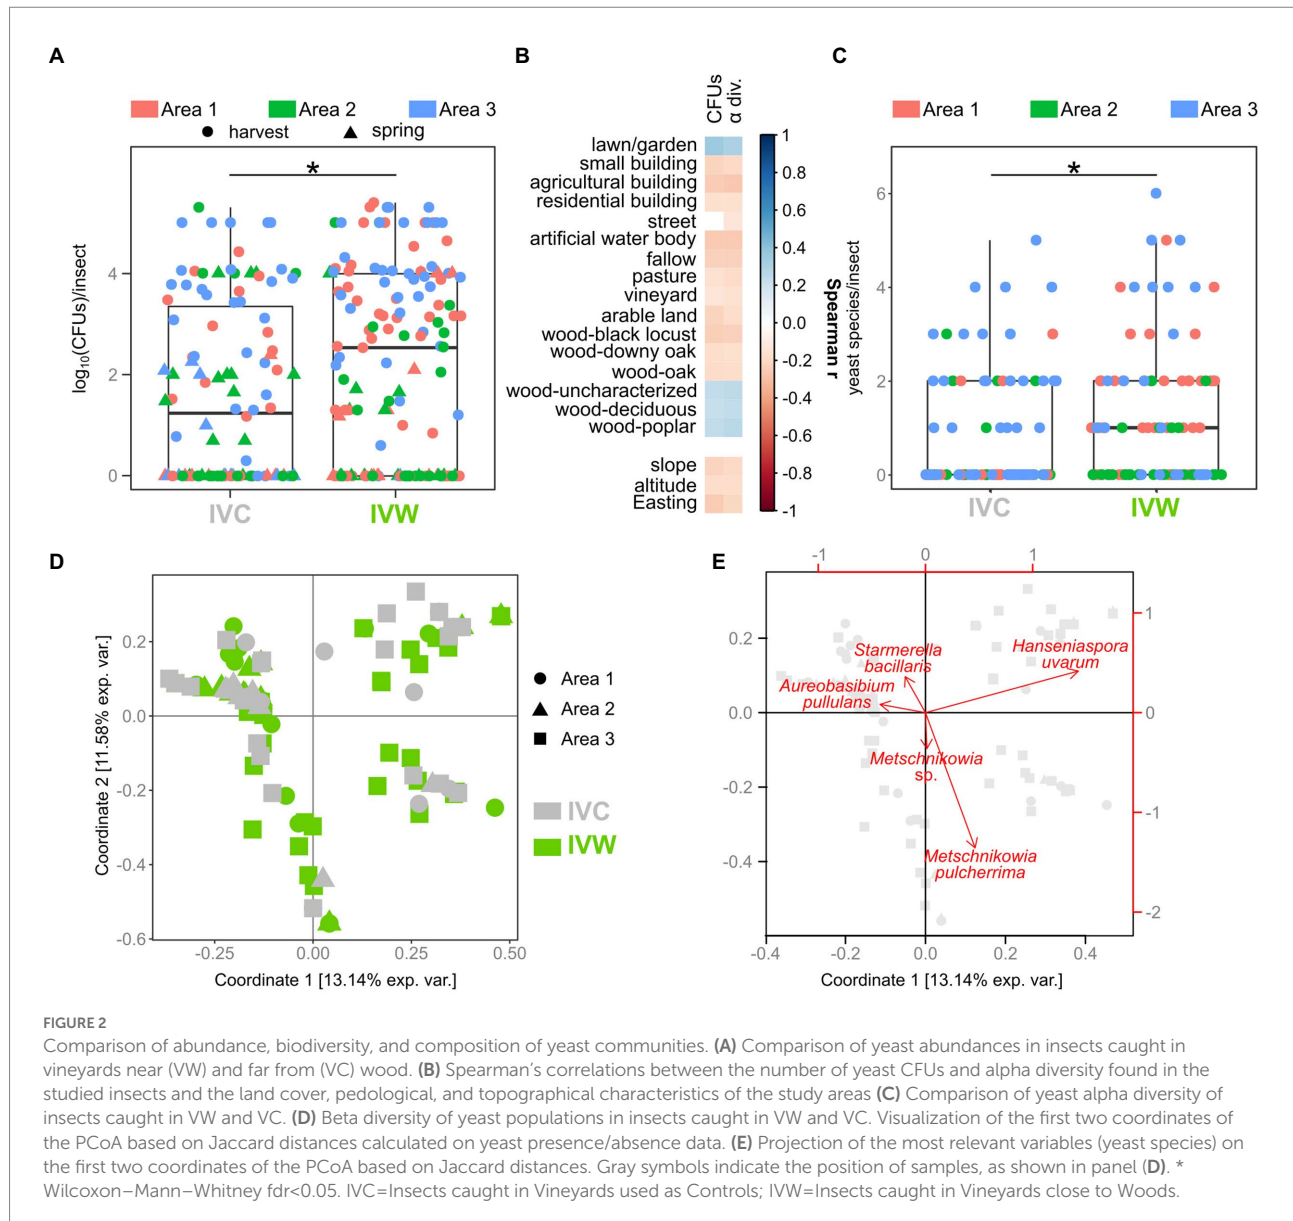 A
Area 1 Area 2 Area 3
harvest spring
log10(CFUs)/insect
4
2
0
IVC IVW
*
B
CFUs
α div.
lawn/garden
small building
agricultural building
residential building
street
artificial water body
fallow
pasture
vineyard
arable land
wood-black locust
wood-downy oak
wood-oak
wood-uncharacterized
wood-deciduous
wood-poplar
slope
altitude
Easting
1
0.8
0.6
0.4
0.2
0.0
-0.2
-0.4
-0.6
-0.8
-1
Spearman r
C
Area 1 Area 2 Area 3
yeast species/insect
6
4
2
0
*
IVC IVW
D
Coordinate 2 [11.58% exp. var.]
0.2
0.0
-0.2
-0.4
-0.6
-0.25 0.00 0.25 0.50
Coordinate 1 [13.14% exp. var.]
Area 1
Area 2
Area 3
IVC
IVW
E
-1 0 1
0.2
0.0
-0.2
-0.4
1
0
-1
-2
Starmerella
bacillaris
Hanseniaspora
uvarum
Aureobasibium
pullulans
Metschnikowia
sp.
Metschnikowia
pulcherrima
-0.4 -0.2 0.0 0.2 0.4
Coordinate 1 [13.14% exp. var.]
FIGURE 2
Comparison of abundance, biodiversity, and composition of yeast communities. (A) Comparison of yeast abundances in insects caught in
vineyards near (VW) and far from (VC) wood. (B) Spearman's correlations between the number of yeast CFUs and alpha diversity found in the
studied insects and the land cover, pedological, and topographical characteristics of the study areas (C) Comparison of yeast alpha diversity of
insects caught in VW and VC. (D) Beta diversity of yeast populations in insects caught in VW and VC. Visualization of the first two coordinates of
the PCoA based on Jaccard distances calculated on yeast presence/absence data. (E) Projection of the most relevant variables (yeast species) on
the first two coordinates of the PCoA based on Jaccard distances. Gray symbols indicate the position of samples, as shown in panel (D). *
Wilcoxon–Mann–Whitney fdr<0.05. IVC=Insects caught in Vineyards used as Controls; IVW=Insects caught in Vineyards close to Woods.